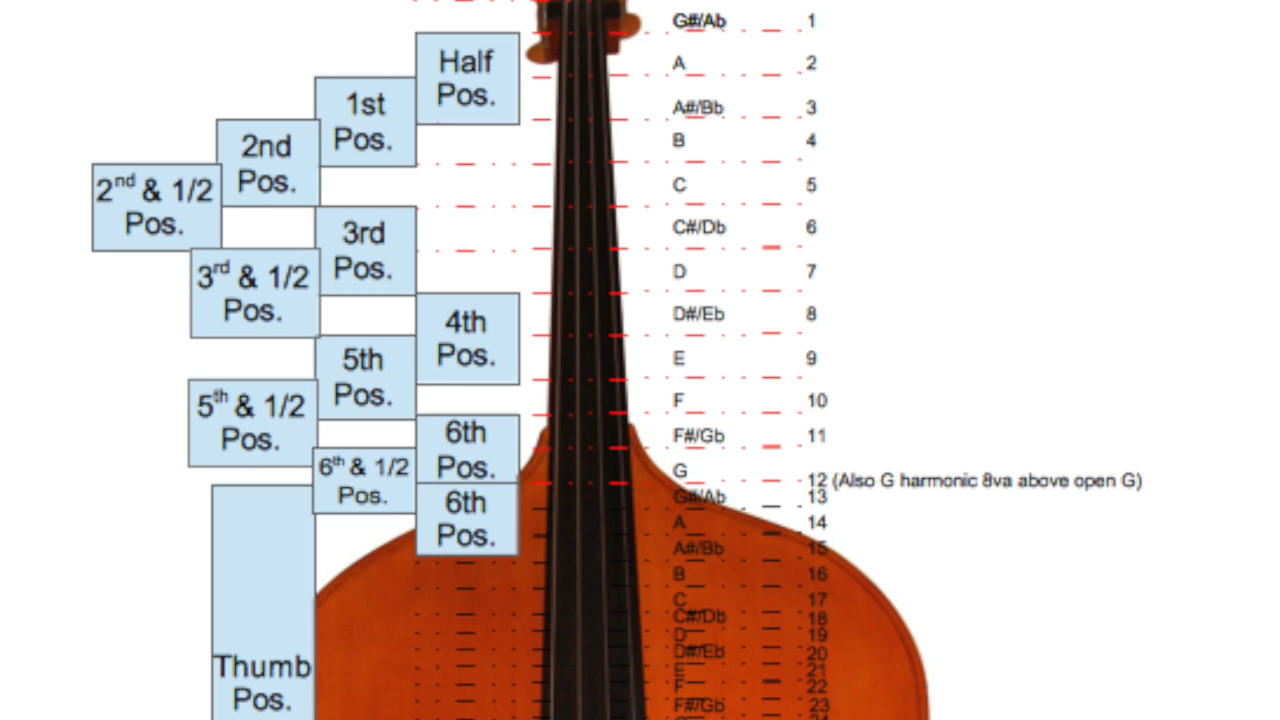 G#/Ab 1
Half
Pos.
A 2
1st
Pos.
A#/Bb 3
2nd
Pos.
B 4
2nd & 1/2
Pos.
C 5
3rd
Pos.
C#/Db 6
3rd & 1/2
Pos.
D 7
4th
Pos.
D#/Eb 8
5th
Pos.
E 9
5th & 1/2
Pos.
F 10
6th
Pos.
F#/Gb 11
6th & 1/2
Pos.
G 12 (Also G harmonic 8va above open G)
6th
Pos.
G#/Ab 13
A 14
A#/Bb 15
B 16
C 17
C#/Db 18
D 19
D#/Eb 20
E 21
Thumb
Pos.
F 22
F#/Gb 23